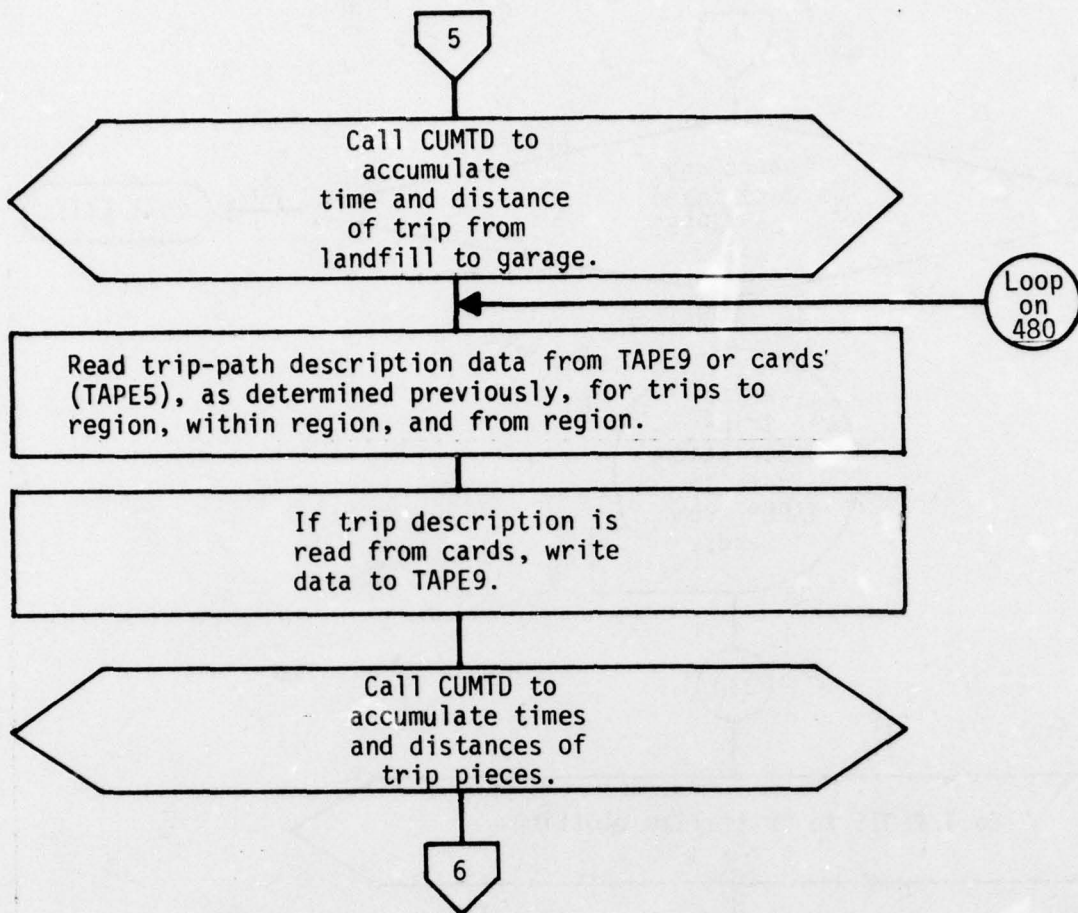 5
Call CUMTD to
accumulate
time and distance
of trip from
landfill to garage.
Loop
on
480
Read trip-path description data from TAPE9 or cards
(TAPE5), as determined previously, for trips to
region, within region, and from region.
If trip description is
read from cards, write
data to TAPE9.
Call CUMTD to
accumulate times
and distances of
trip pieces.
6